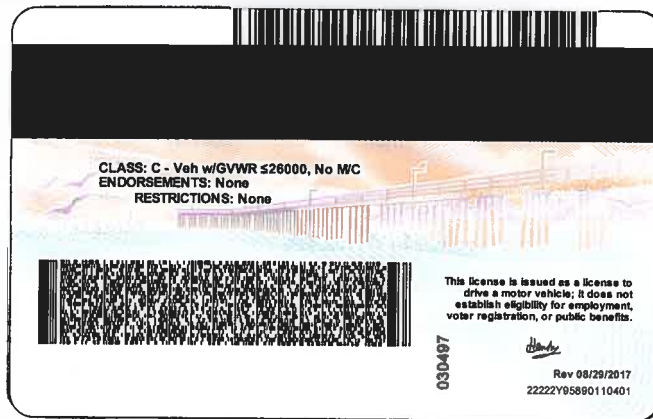 CLASS: C - Veh w/GVWR ≤26000, No M/C
ENDORSEMENTS: None
RESTRICTIONS: None
This license is issued as a license to
drive a motor vehicle; it does not
establish eligibility for employment,
voter registration, or public benefits.
030497
Rev 08/29/2017
22222Y95890110401